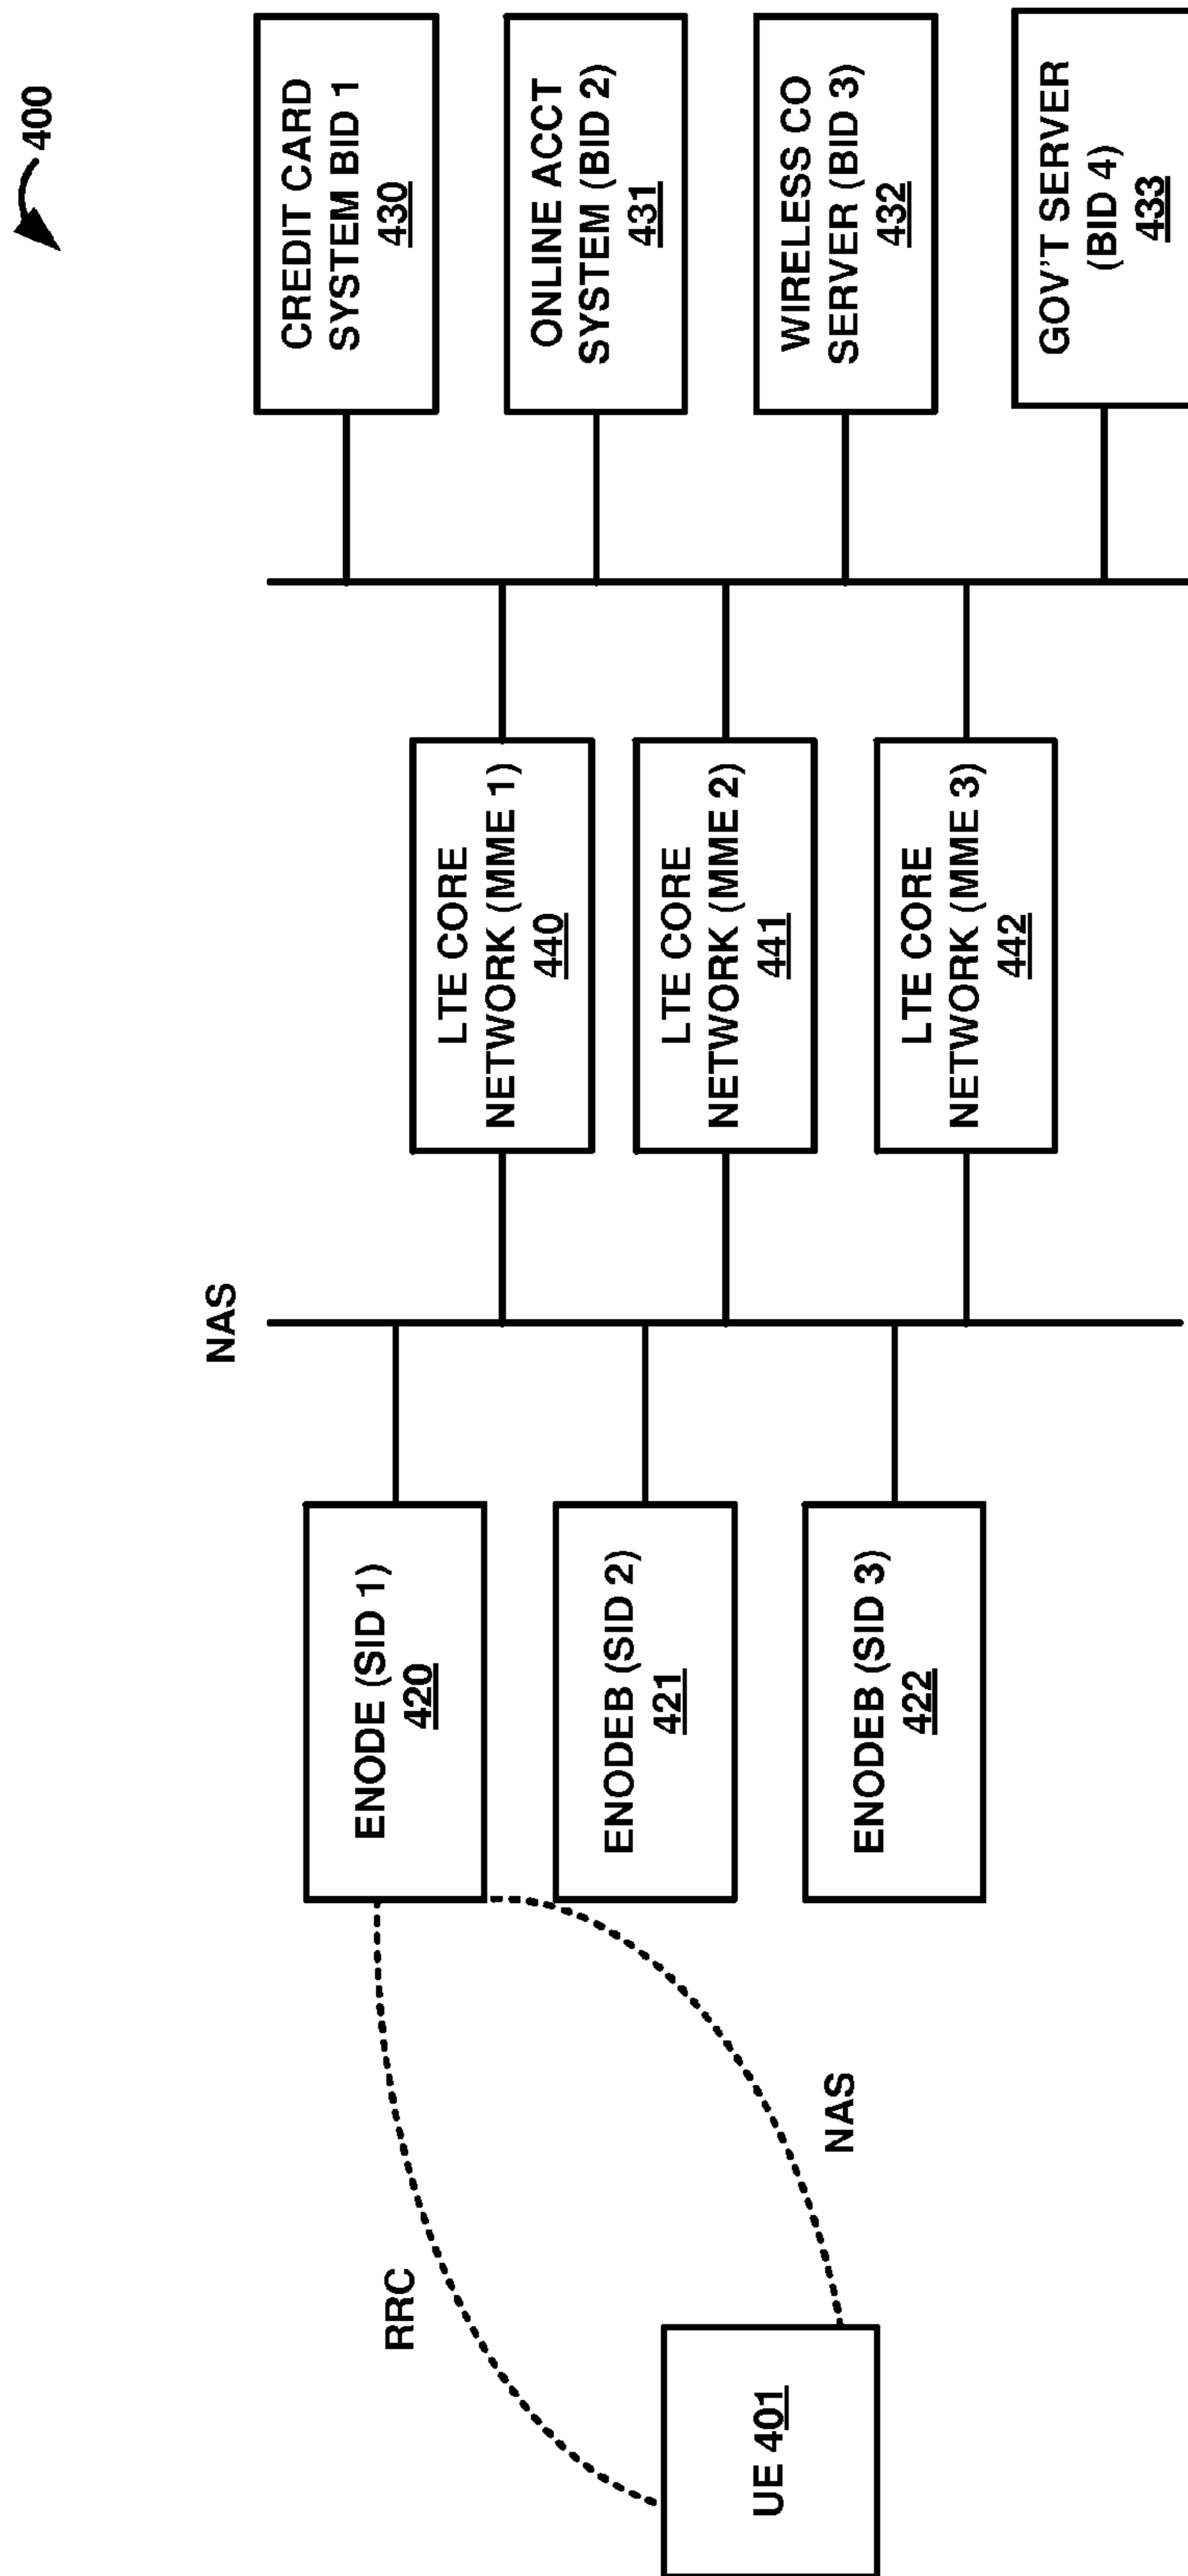 400
NAS
RRC
NAS
UE 401
ENODE (SID 1)
420
ENODEB (SID 2)
421
ENODEB (SID 3)
422
LTE CORE
NETWORK (MME 1)
440
LTE CORE
NETWORK (MME 2)
441
LTE CORE
NETWORK (MME 3)
442
CREDIT CARD
SYSTEM BID 1
430
ONLINE ACCT
SYSTEM (BID 2)
431
WIRELESS CO
SERVER (BID 3)
432
GOV'T SERVER
(BID 4)
433